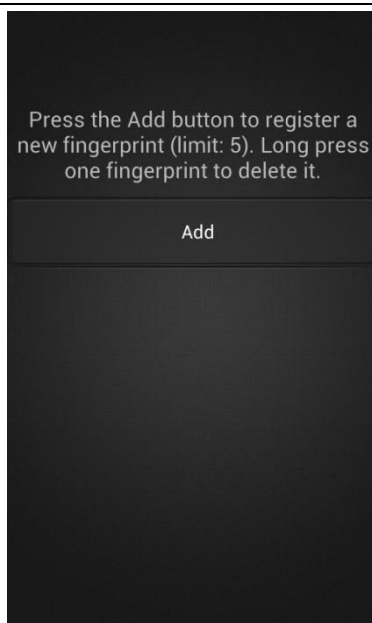 Press the Add button to register a
new fingerprint (limit: 5). Long press
one fingerprint to delete it.
Add